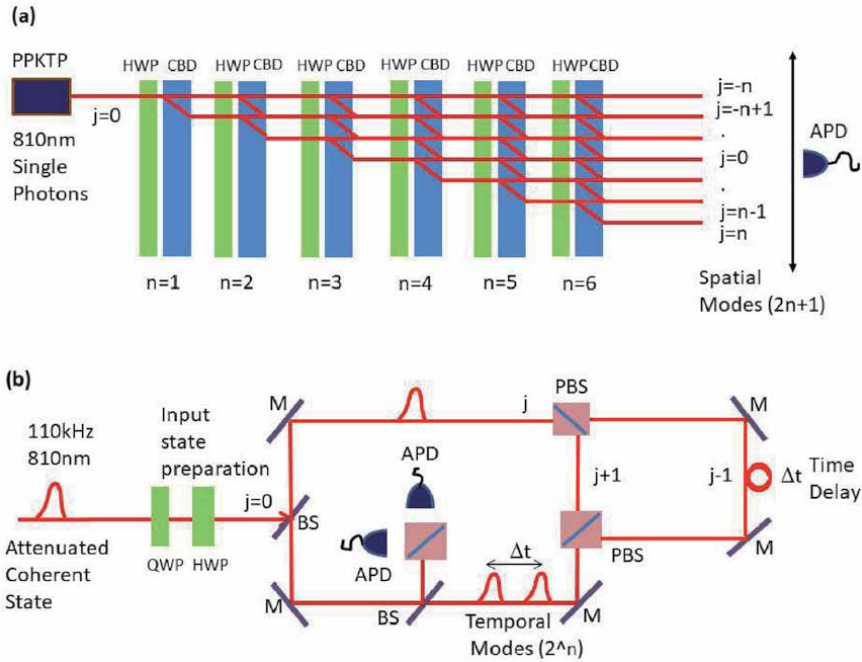 (a)
PPKTP
HWP CBD HWP CBD HWP CBD HWP CBD HWP CBD HWP CBD
j=0
810nm
Single
Photons
j=-n
j=-n+1
.
j=0
.
j=n-1
j=n
APD
n=1 n=2 n=3 n=4 n=5 n=6
Spatial
Modes (2n+1)
(b)
110kHz
810nm
Input
state
preparation
j=0
Attenuated
Coherent
State
QWP HWP
BS
M
M
APD
APD
BS
j
PBS
j+1
PBS
M
j-1
Δt
Time
Delay
M
Δt
M
Temporal
Modes (2^n)